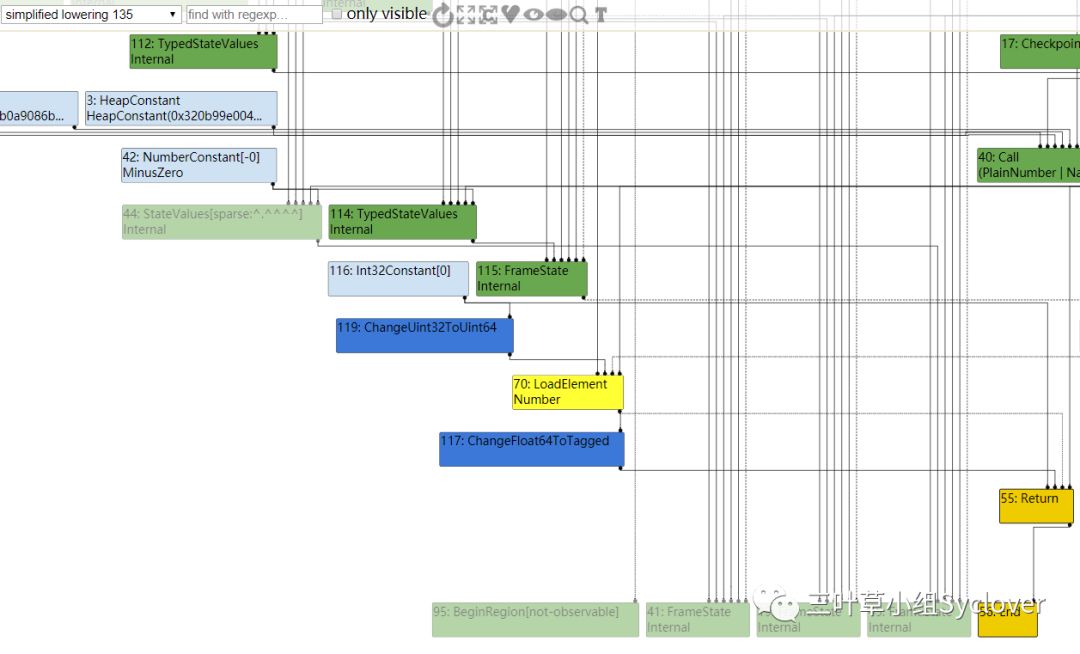 simplified lowering 135
find with regexp...
only visible
112: TypedStateValues
Internal
17: Checkpoin
b0a9086b...
3: HeapConstant
HeapConstant(0x320b99e004...
42: NumberConstant[-0]
MinusZero
40: Call
(PlainNumber | Na
44: StateValues[sparse:^.^^^^]
Internal
114: TypedStateValues
Internal
116: Int32Constant[0]
115: FrameState
Internal
119: ChangeUint32ToUint64
70: LoadElement
Number
117: ChangeFloat64ToTagged
55: Return
95: BeginRegion[not-observable]
41: FrameState
Internal
Internal
Internal
End
三叶草小组Syclover